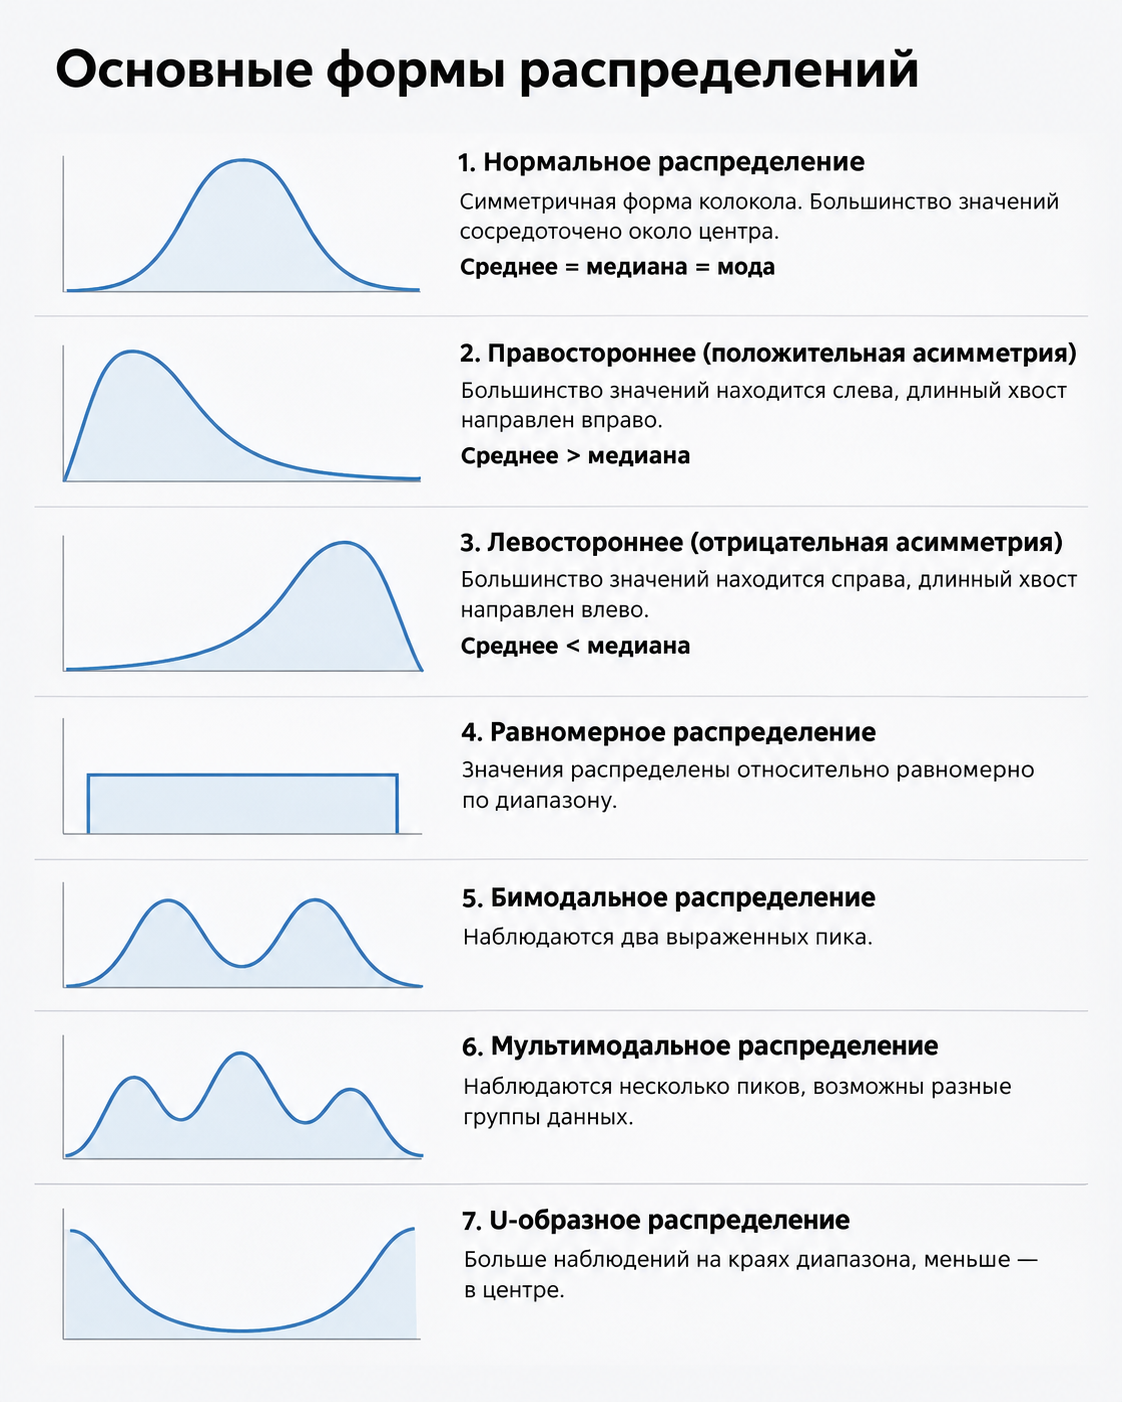 Основные формы распределений
1. Нормальное распределение
Симметричная форма колокола. Большинство значений
сосредоточено около центра.
Среднее = медиана = мода
2. Правостороннее (положительная асимметрия)
Большинство значений находится слева, длинный хвост
направлен вправо.
Среднее > медиана
3. Левостороннее (отрицательная асимметрия)
Большинство значений находится справа, длинный хвост
направлен влево.
Среднее < медиана
4. Равномерное распределение
Значения распределены относительно равномерно
по диапазону.
5. Бимодальное распределение
Наблюдаются два выраженных пика.
6. Мультимодальное распределение
Наблюдаются несколько пиков, возможны разные
группы данных.
7. U-образное распределение
Больше наблюдений на краях диапазона, меньше —
в центре.